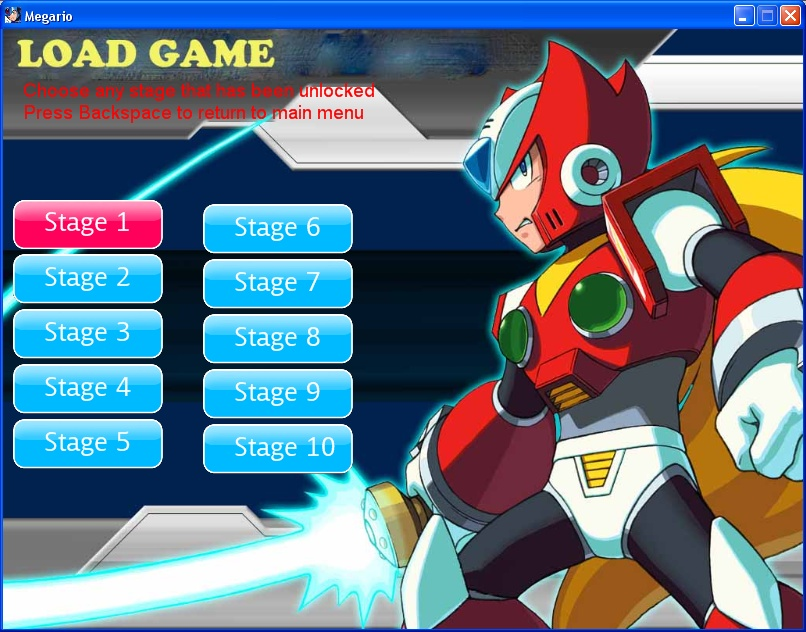 Megario
LOAD GAME
Choose any stage that has been unlocked
Press Backspace to return to main menu
Stage 1
Stage 2
Stage 3
Stage 4
Stage 5
Stage 6
Stage 7
Stage 8
Stage 9
Stage 10